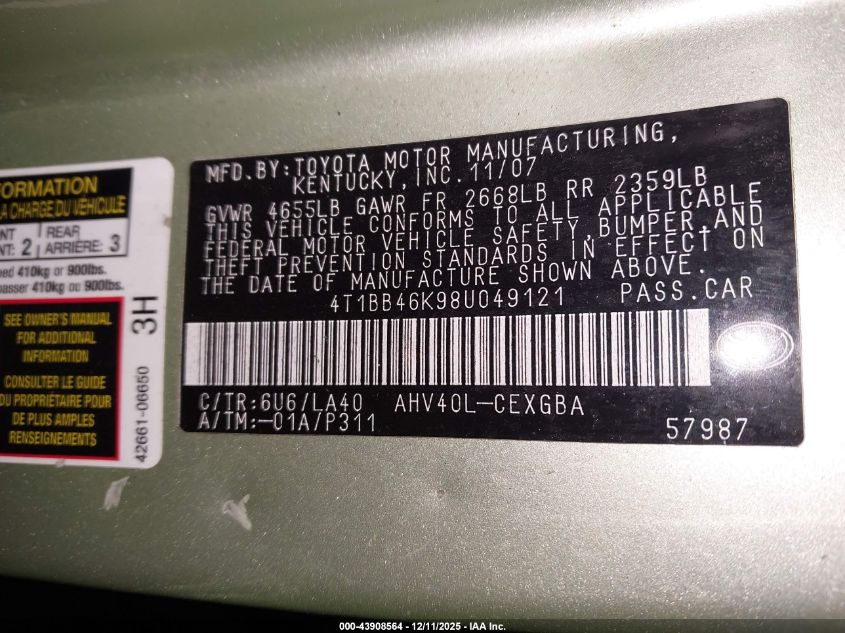 FORMATION
LA CHARGE DU VÉHICULE
NT
NT: 2
REAR
ARRIÈRE: 3
eed 410kg or 900lbs.
passer 410kg ou 900lbs.
SEE OWNER'S MANUAL
FOR ADDITIONAL
INFORMATION
CONSULTER LE GUIDE
DU PROPRIÉTAIRE POUR
DE PLUS AMPLES
RENSEIGNEMENTS
3H
42661-06650
MFD.BY:TOYOTA MOTOR MANUFACTURING,
KENTUCKY,INC.11/07
GVWR 4655LB GAWR FR 2668LB RR 2359LB
THIS VEHICLE CONFORMS TO ALL APPLICABLE
FEDERAL MOTOR VEHICLE SAFETY,BUMPER,AND
THEFT PREVENTION STANDARDS IN EFFECT ON
THE DATE OF MANUFACTURE SHOWN ABOVE.
4T1BB46K98U049121 PASS.CAR
C/TR:6U6/LA40 AHV40L-CEXGBA
A/TM:-01A/P311
57987
000-43908564 - 12/11/2025 - IAA Inc.